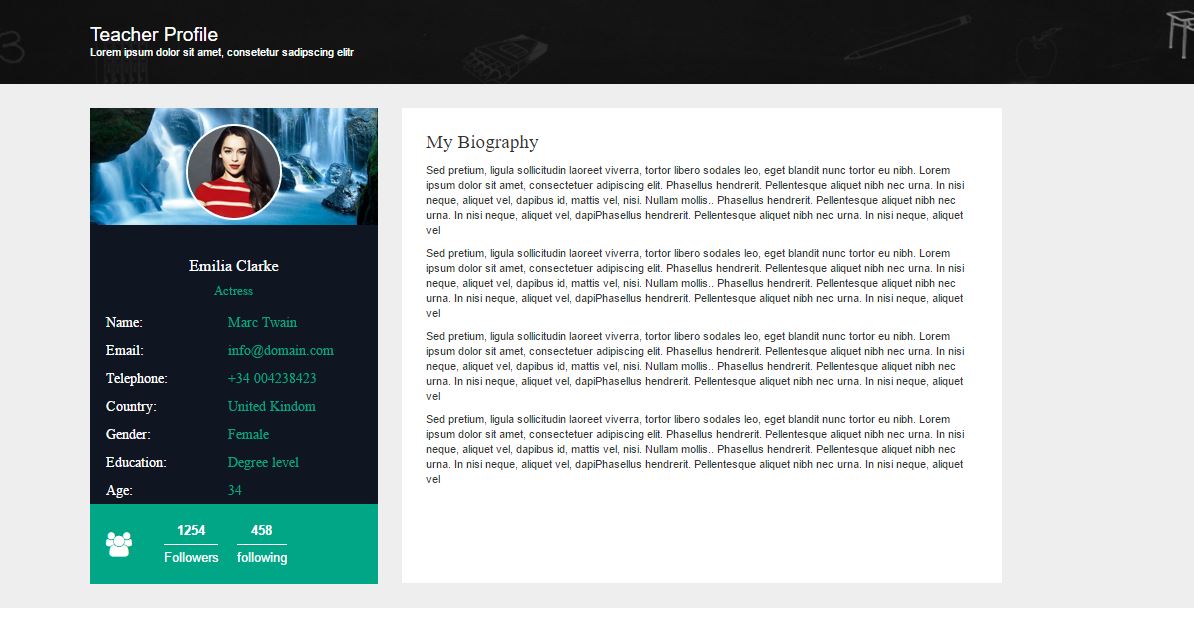 Teacher Profile
Lorem ipsum dolor sit amet, consetetur sadipscing elitr
Emilia Clarke
Actress
Name: Marc Twain
Email: info@domain.com
Telephone: +34 004238423
Country: United Kindom
Gender: Female
Education: Degree level
Age: 34
1254 458
Followers following
My Biography
Sed pretium, ligula sollicitudin laoreet viverra, tortor libero sodales leo, eget blandit nunc tortor eu nibh. Lorem
ipsum dolor sit amet, consectetuer adipiscing elit. Phasellus hendrerit. Pellentesque aliquet nibh nec urna. In nisi
neque, aliquet vel, dapibus id, mattis vel, nisi. Nullam mollis.. Phasellus hendrerit. Pellentesque aliquet nibh nec
urna. In nisi neque, aliquet vel, dapiPhasellus hendrerit. Pellentesque aliquet nibh nec urna. In nisi neque, aliquet
vel
Sed pretium, ligula sollicitudin laoreet viverra, tortor libero sodales leo, eget blandit nunc tortor eu nibh. Lorem
ipsum dolor sit amet, consectetuer adipiscing elit. Phasellus hendrerit. Pellentesque aliquet nibh nec urna. In nisi
neque, aliquet vel, dapibus id, mattis vel, nisi. Nullam mollis.. Phasellus hendrerit. Pellentesque aliquet nibh nec
urna. In nisi neque, aliquet vel, dapiPhasellus hendrerit. Pellentesque aliquet nibh nec urna. In nisi neque, aliquet
vel
Sed pretium, ligula sollicitudin laoreet viverra, tortor libero sodales leo, eget blandit nunc tortor eu nibh. Lorem
ipsum dolor sit amet, consectetuer adipiscing elit. Phasellus hendrerit. Pellentesque aliquet nibh nec urna. In nisi
neque, aliquet vel, dapibus id, mattis vel, nisi. Nullam mollis.. Phasellus hendrerit. Pellentesque aliquet nibh nec
urna. In nisi neque, aliquet vel, dapiPhasellus hendrerit. Pellentesque aliquet nibh nec urna. In nisi neque, aliquet
vel
Sed pretium, ligula sollicitudin laoreet viverra, tortor libero sodales leo, eget blandit nunc tortor eu nibh. Lorem
ipsum dolor sit amet, consectetuer adipiscing elit. Phasellus hendrerit. Pellentesque aliquet nibh nec urna. In nisi
neque, aliquet vel, dapibus id, mattis vel, nisi. Nullam mollis.. Phasellus hendrerit. Pellentesque aliquet nibh nec
urna. In nisi neque, aliquet vel, dapiPhasellus hendrerit. Pellentesque aliquet nibh nec urna. In nisi neque, aliquet
vel